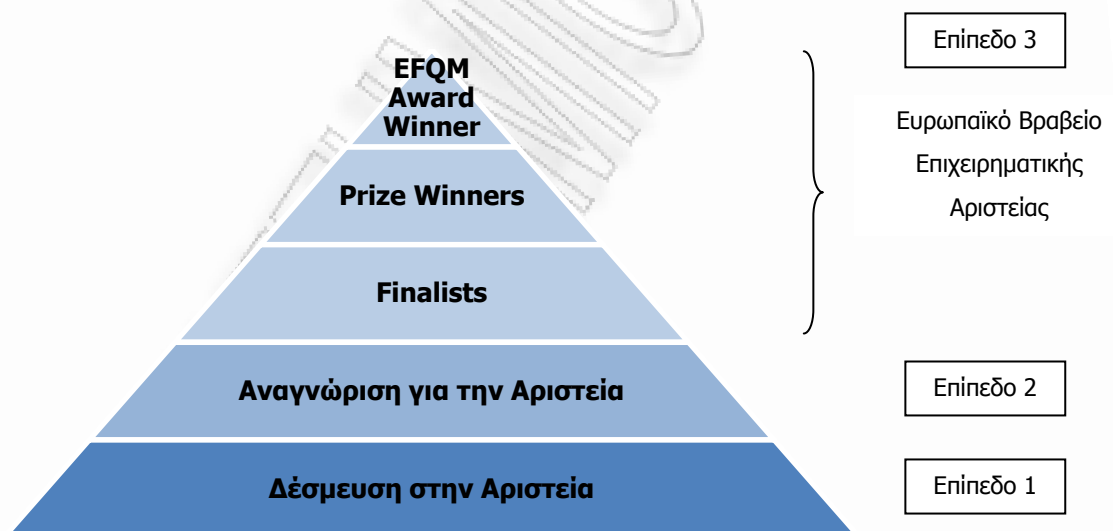 Επίπεδο 3
EFQM
Award
Winner
Ευρωπαϊκό Βραβείο
Επιχειρηματικής
Αριστείας
Prize Winners
Finalists
Αναγνώριση για την Αριστεία
Επίπεδο 2
Δέσμευση στην Αριστεία
Επίπεδο 1